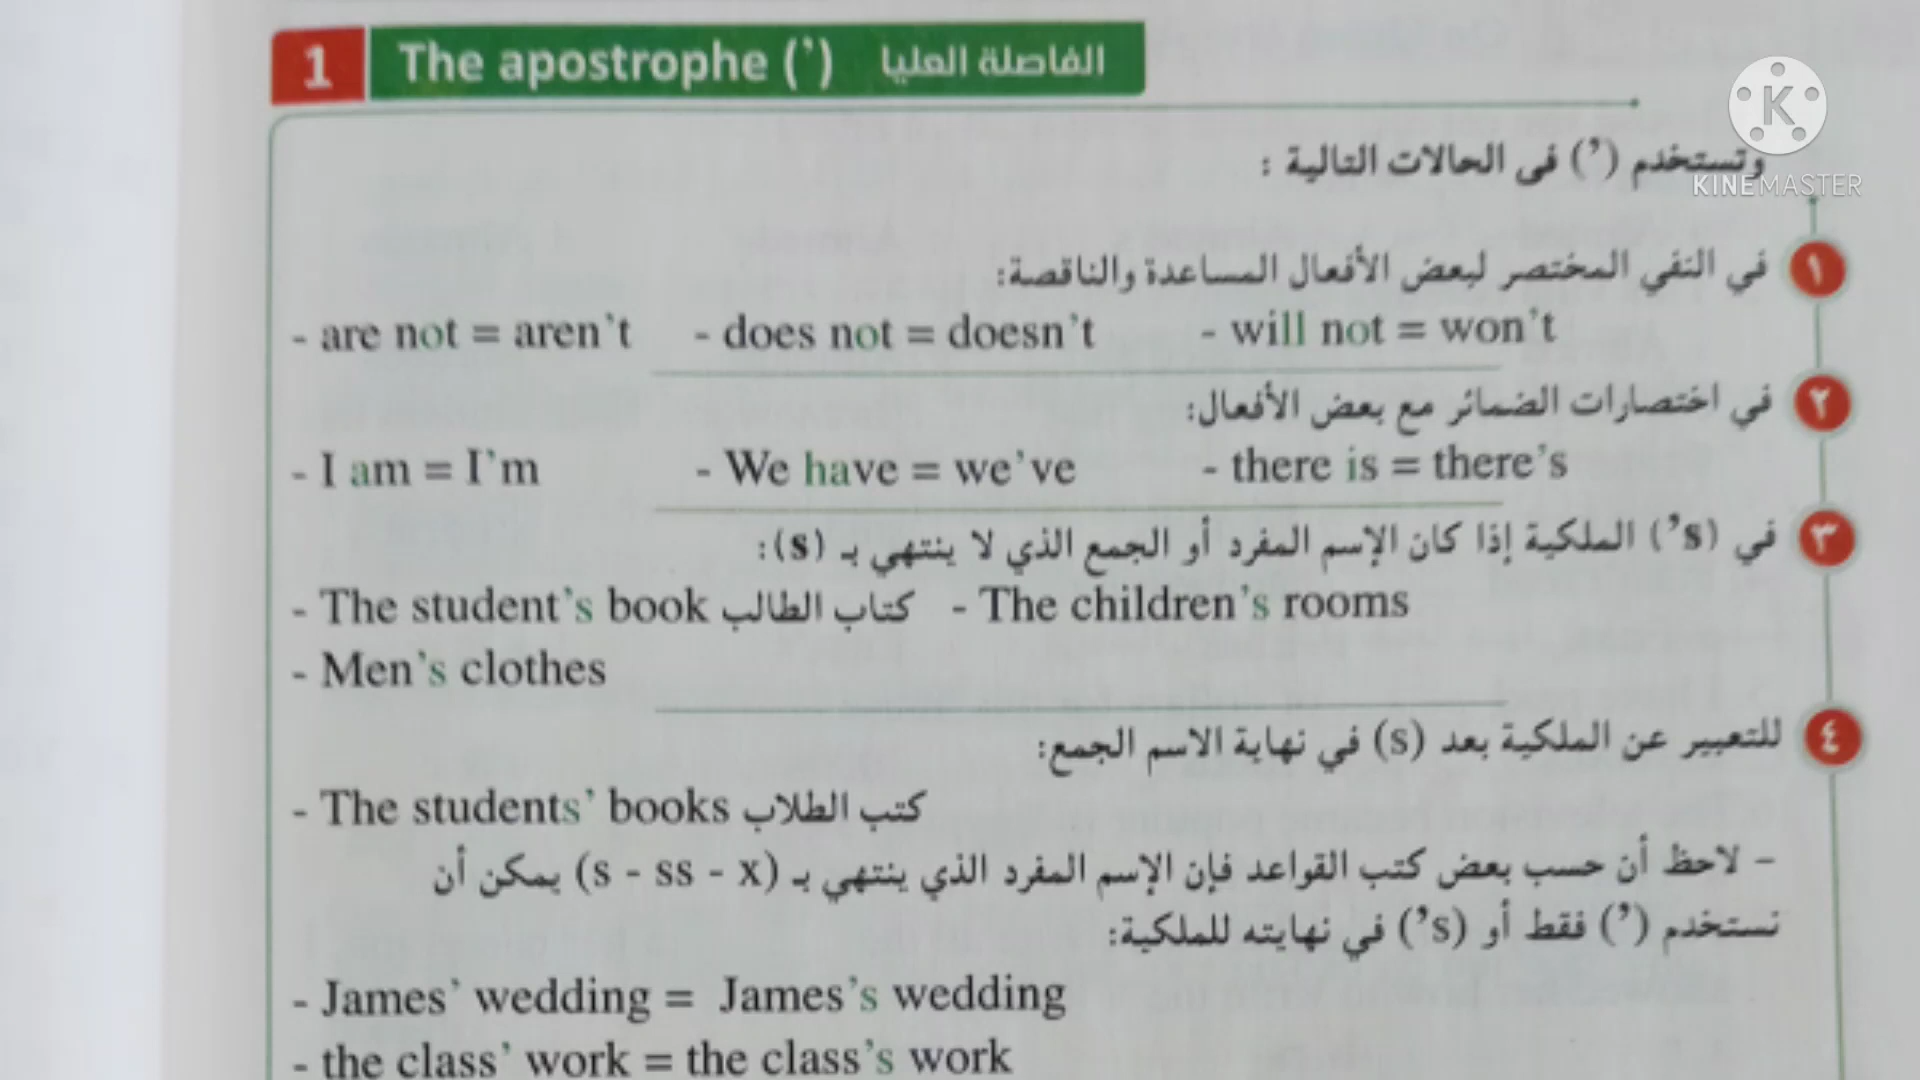 1 The apostrophe (’) الفاصلة العليا
وتستخدم (’) فى الحالات التالية :
KINEMASTER
١ في النفي المختصر لبعض الأفعال المساعدة والناقصة:
- are not = aren’t - does not = doesn’t - will not = won’t
٢ في اختصارات الضمائر مع بعض الأفعال:
- I am = I’m - We have = we’ve - there is = there’s
٣ في (’s) الملكية إذا كان الإسم المفرد أو الجمع الذي لا ينتهي بـ (s):
- The student’s book كتاب الطالب - The children’s rooms
- Men’s clothes
٤ للتعبير عن الملكية بعد (s) في نهاية الاسم الجمع:
- The students’ books كتب الطلاب
– لاحظ أن حسب بعض كتب القواعد فإن الإسم المفرد الذي ينتهي بـ (s - ss - x) يمكن أن
نستخدم (’) فقط أو (’s) في نهايته للملكية:
- James’ wedding = James’s wedding
- the class’ work = the class’s work